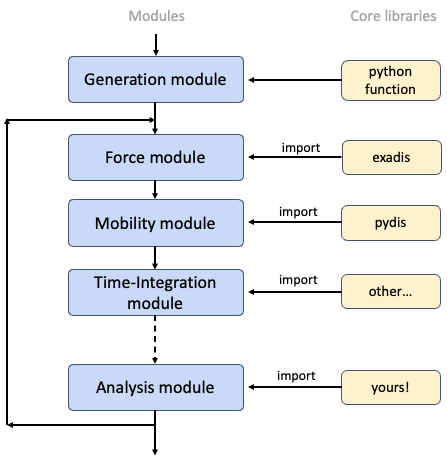 Modules
Core libraries
Generation module
python
function
Force module
import
exadis
Mobility module
import
pydis
Time-Integration
module
import
other...
Analysis module
import
yours!